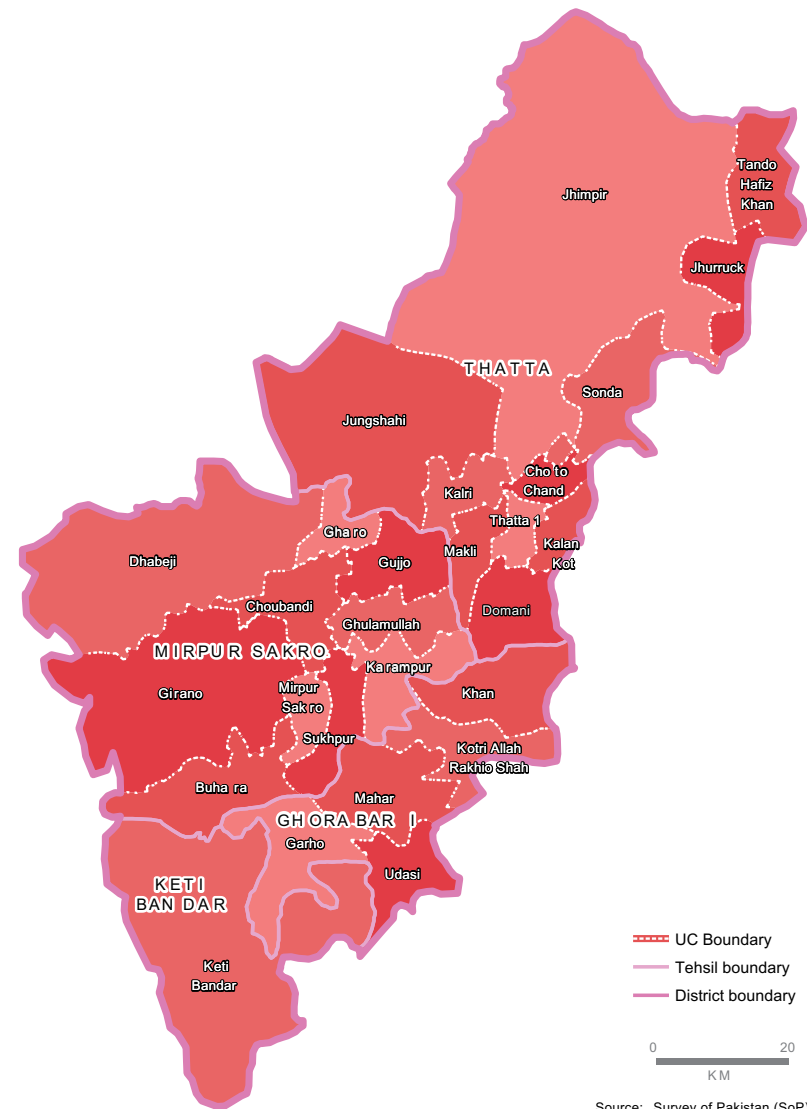 Tando
Hafiz
Khan
Jhimpir
Jhurruck
THATTA
Sonda
Jungshahi
Cho to
Chand
Kalri
Thatta 1
Gha ro
Kalan
Kot
Makli
Dhabeji
Gujjo
Choubandi
Domani
Ghulamullah
MIRPUR SAKRO
Ka rampur
Girano
Mirpur
Sak ro
Khan
Sukhpur
Kotri Allah
Rakhio Shah
Buha ra
Mahar
GHORA BAR I
Garho
Udasi
KETI
BAN DAR
Keti
Bandar
UC Boundary
Tehsil boundary
District boundary
0 20
KM
Source: Survey of Pakistan (SoP)